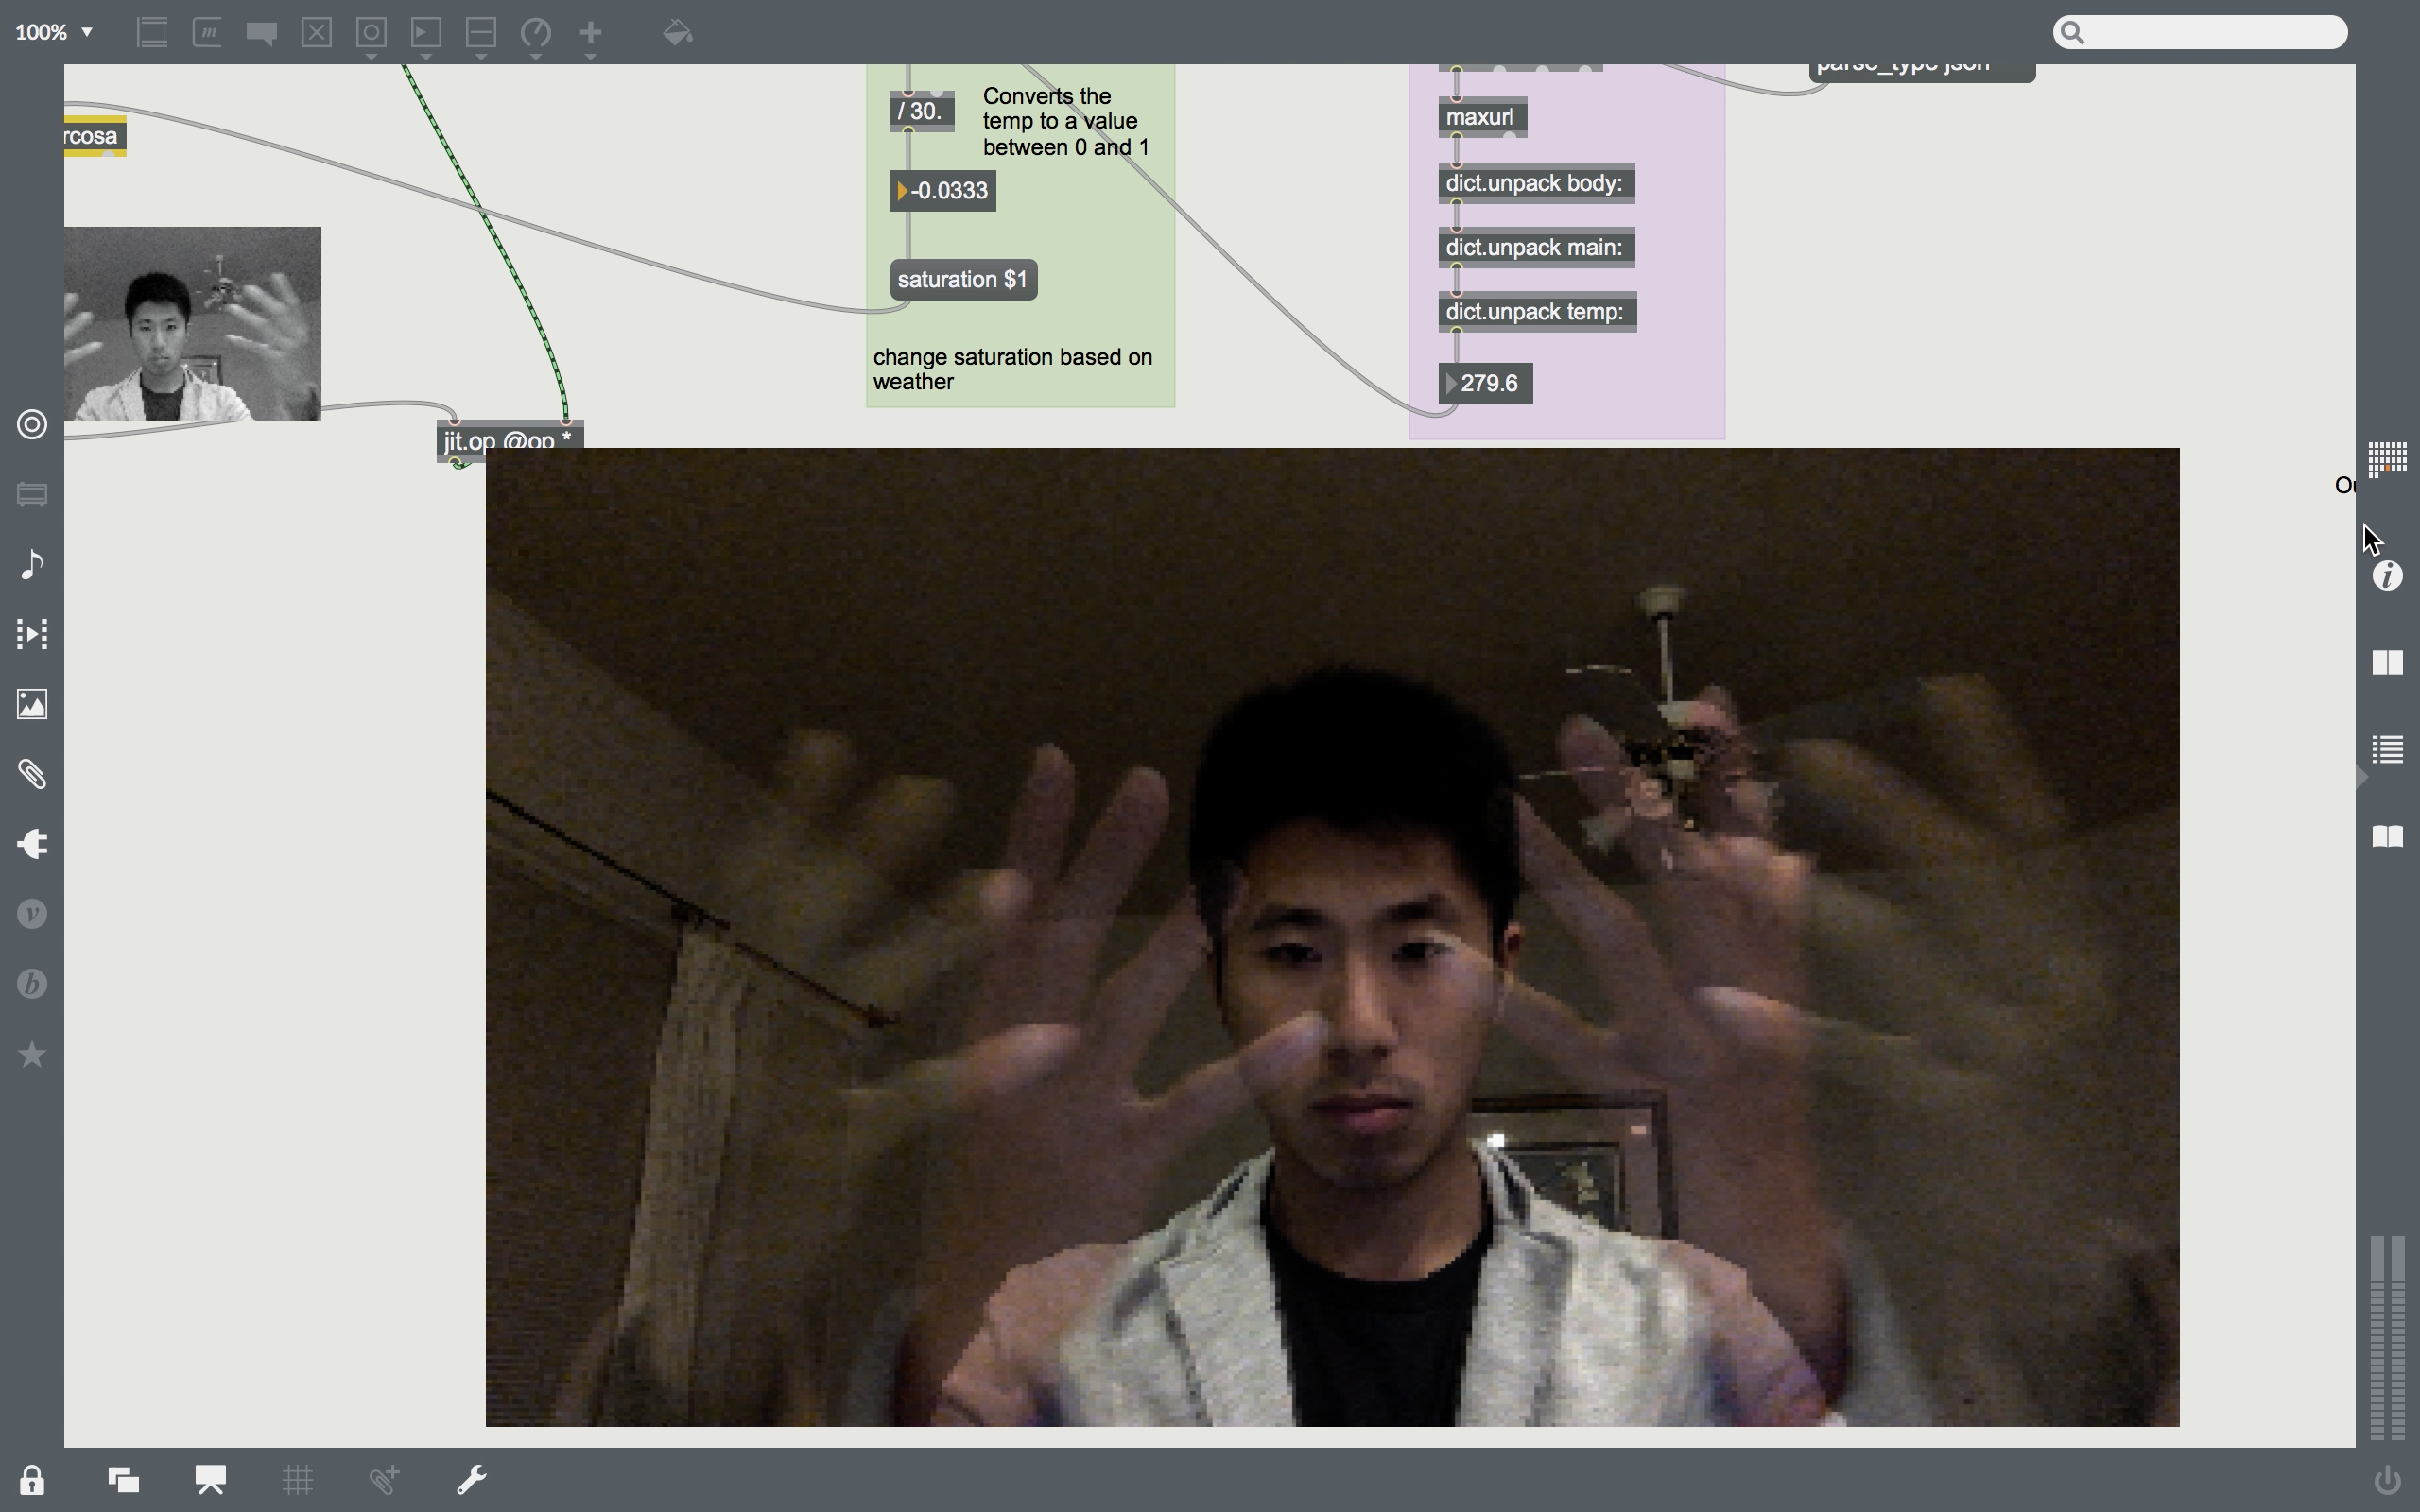 100%
m
parse_type json
/ 30.
Converts the
temp to a value
between 0 and 1
maxurl
rcosa
dict.unpack body:
-0.0333
dict.unpack main:
saturation $1
dict.unpack temp:
change saturation based on
weather
279.6
jit.op @op *
i
v
b